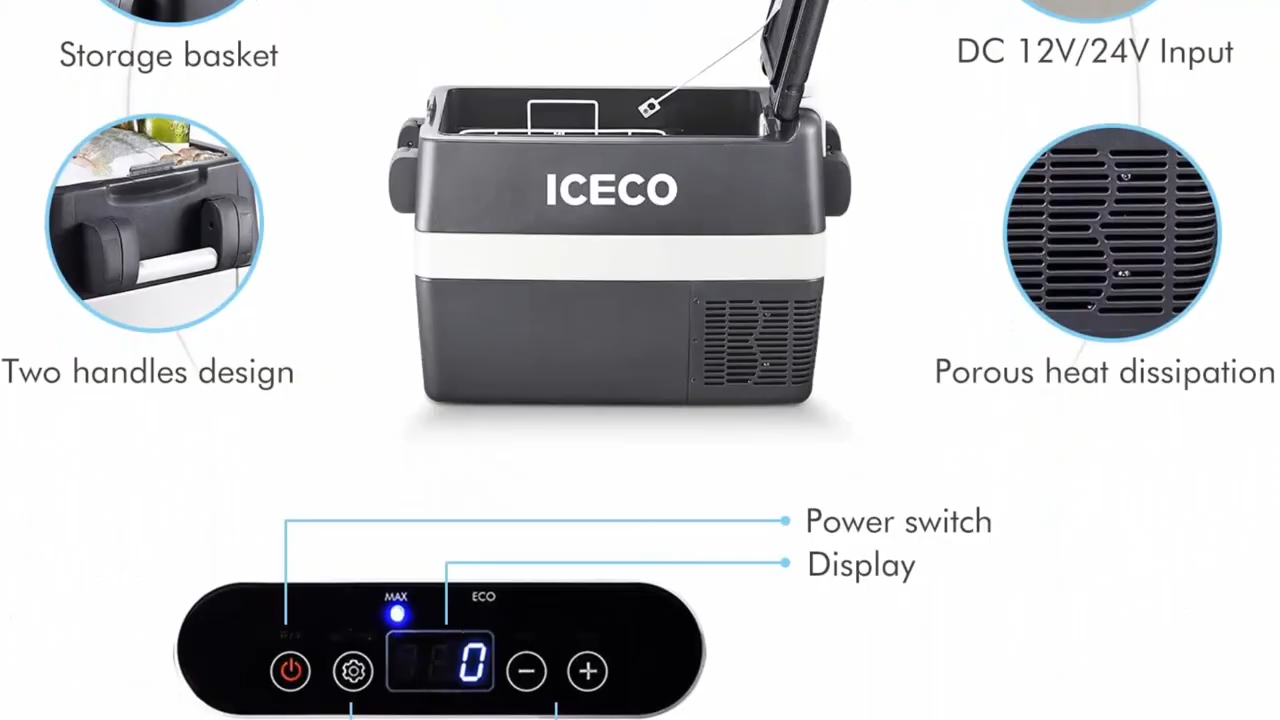 Storage basket
DC 12V/24V Input
ICECO
Two handles design
Porous heat dissipation
Power switch
Display
MAX
ECO
0